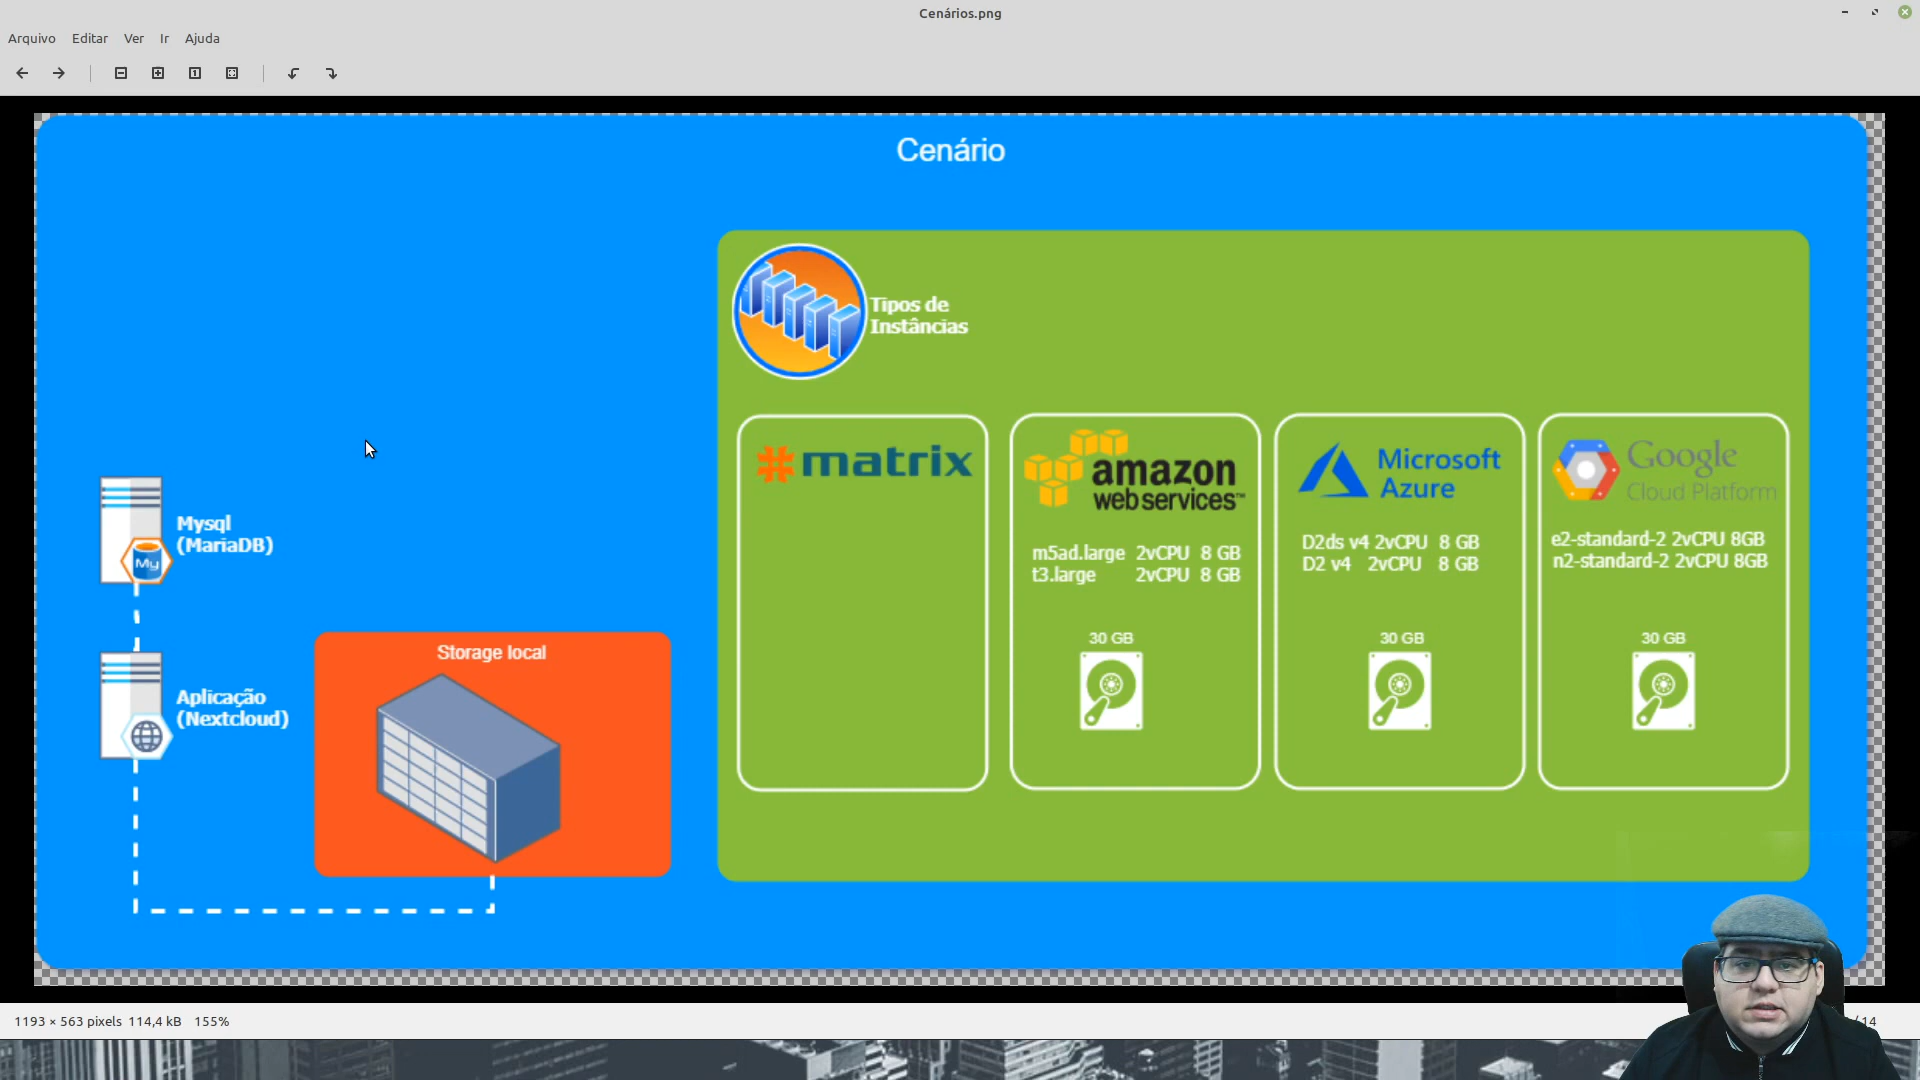 Cenários.png
Arquivo Editar Ver Ir Ajuda
Cenário
Tipos de
Instâncias
#matrix
amazon
webservices™
Microsoft
Azure
Google
Cloud Platform
m5ad.large 2vCPU 8 GB
t3.large 2vCPU 8 GB
D2ds v4 2vCPU 8 GB
D2 v4 2vCPU 8 GB
e2-standard-2 2vCPU 8GB
n2-standard-2 2vCPU 8GB
30 GB
30 GB
30 GB
Mysql
(MariaDB)
My
Aplicação
(Nextcloud)
Storage local
1193 × 563 pixels 114,4 kB 155%
/ 14